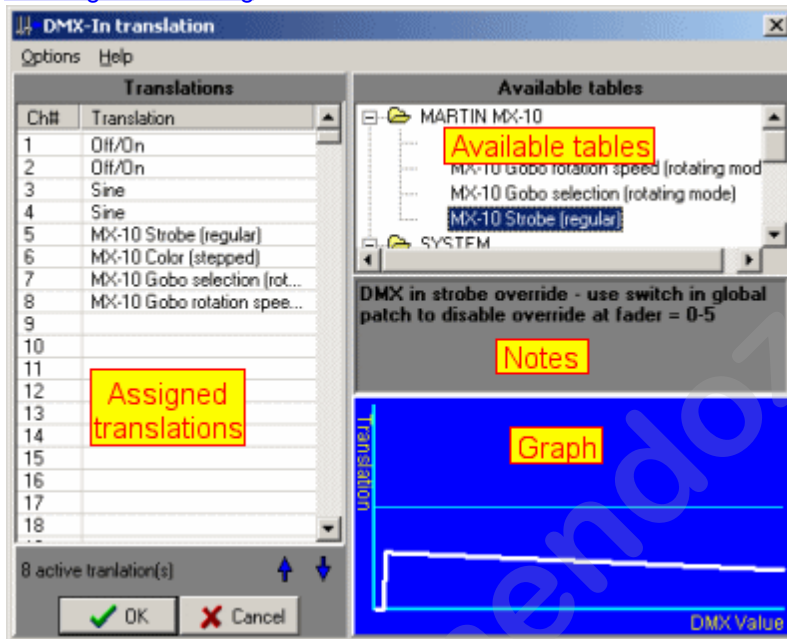 DMX-In translation
Options Help
Translations
Ch# Translation
1 Off/On
2 Off/On
3 Sine
4 Sine
5 MX-10 Strobe (regular)
6 MX-10 Color (stepped)
7 MX-10 Gobo selection (rot...
8 MX-10 Gobo rotation spee...
9
10
11
12
13
14
15
16
17
18
Assigned
translations
8 active tranlation(s)
OK Cancel
Available tables
MARTIN MX-10
Available tables
MX-10 Gobo rotation speed (rotating mod
MX-10 Gobo selection (rotating mode)
MX-10 Strobe (regular)
SYSTEM
DMX in strobe override - use switch in global
patch to disable override at fader = 0-5
Notes
Translation
Graph
DMX Value